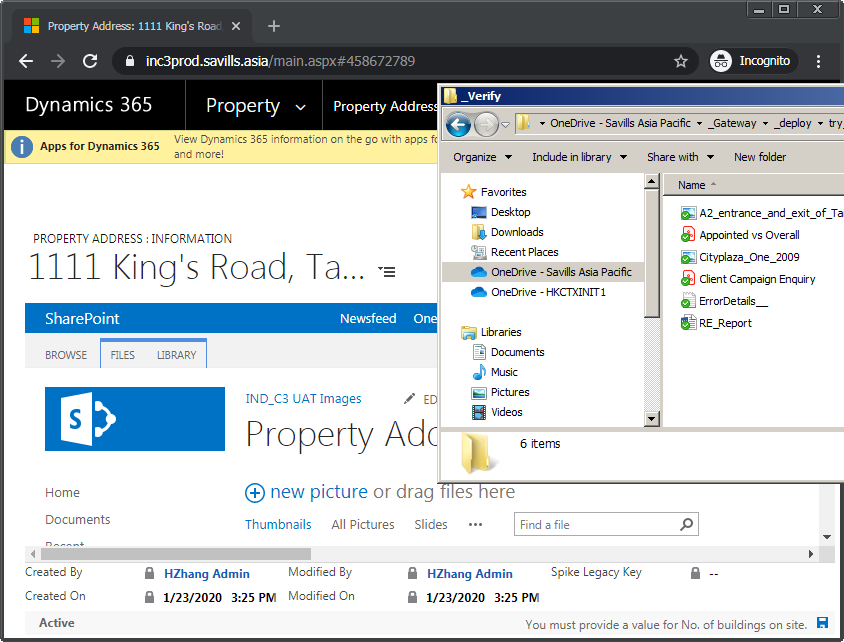 Property Address: 1111 King's Road
inc3prod.savills.asia/main.aspx#458672789
Incognito
Dynamics 365
Property
Property Address
Apps for Dynamics 365
View Dynamics 365 information on the go with apps fo
and more!
PROPERTY ADDRESS : INFORMATION
1111 King's Road, Ta...
SharePoint
Newsfeed
One
BROWSE
FILES
LIBRARY
IND_C3 UAT Images
ED
Property Add
Home
Documents
Recent
new picture or drag files here
Thumbnails
All Pictures
Slides
Find a file
Created By
HZhang Admin
Modified By
HZhang Admin
Spike Legacy Key
--
Created On
1/23/2020 3:25 PM
Modified On
1/23/2020 3:25 PM
Active
You must provide a value for No. of buildings on site.
_Verify
OneDrive - Savills Asia Pacific
_Gateway
_deploy
try_
Organize
Include in library
Share with
New folder
Favorites
Desktop
Downloads
Recent Places
OneDrive - Savills Asia Pacific
OneDrive - HKCTXINIT1
Libraries
Documents
Music
Pictures
Videos
Name
A2_entrance_and_exit_of_Ta
Appointed vs Overall
Cityplaza_One_2009
Client Campaign Enquiry
ErrorDetails__
RE_Report
6 items